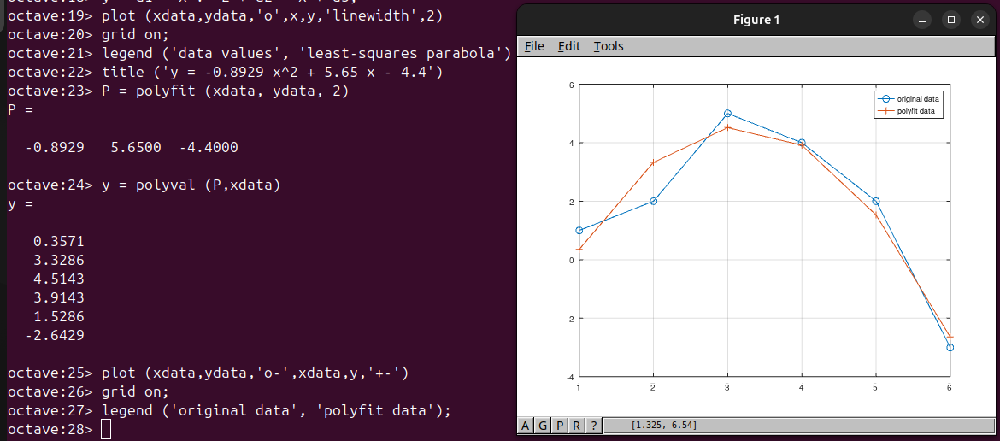 octave:19> plot (xdata,ydata,'o',x,y,'linewidth',2)
octave:20> grid on;
octave:21> legend ('data values', 'least-squares parabola')
octave:22> title ('y = -0.8929 x^2 + 5.65 x - 4.4')
octave:23> P = polyfit (xdata, ydata, 2)
P =
-0.8929 5.6500 -4.4000
octave:24> y = polyval (P,xdata)
y =
0.3571
3.3286
4.5143
3.9143
1.5286
-2.6429
octave:25> plot (xdata,ydata,'o-',xdata,y,'+-')
octave:26> grid on;
octave:27> legend ('original data', 'polyfit data');
octave:28>
Figure 1
File Edit Tools
original data
polyfit data
6
4
2
0
-2
-4
1 2 3 4 5 6
A G P R ? [1.325, 6.54]